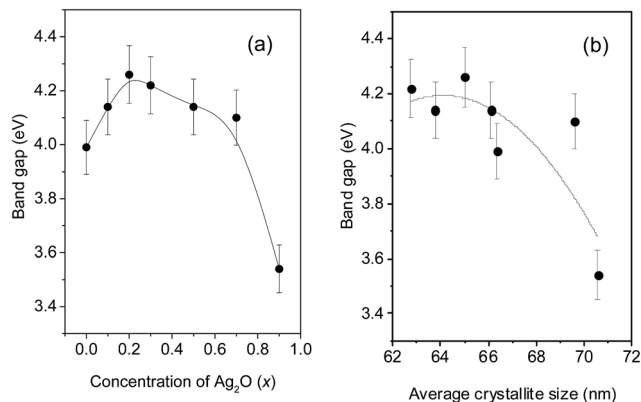 (a)
4.4
4.2
4.0
3.8
3.6
3.4
Band gap (eV)
0.0 0.2 0.4 0.6 0.8 1.0
Concentration of Ag₂O (x)
(b)
4.4
4.2
4.0
3.8
3.6
3.4
Band gap (eV)
62 64 66 68 70 72
Average crystallite size (nm)